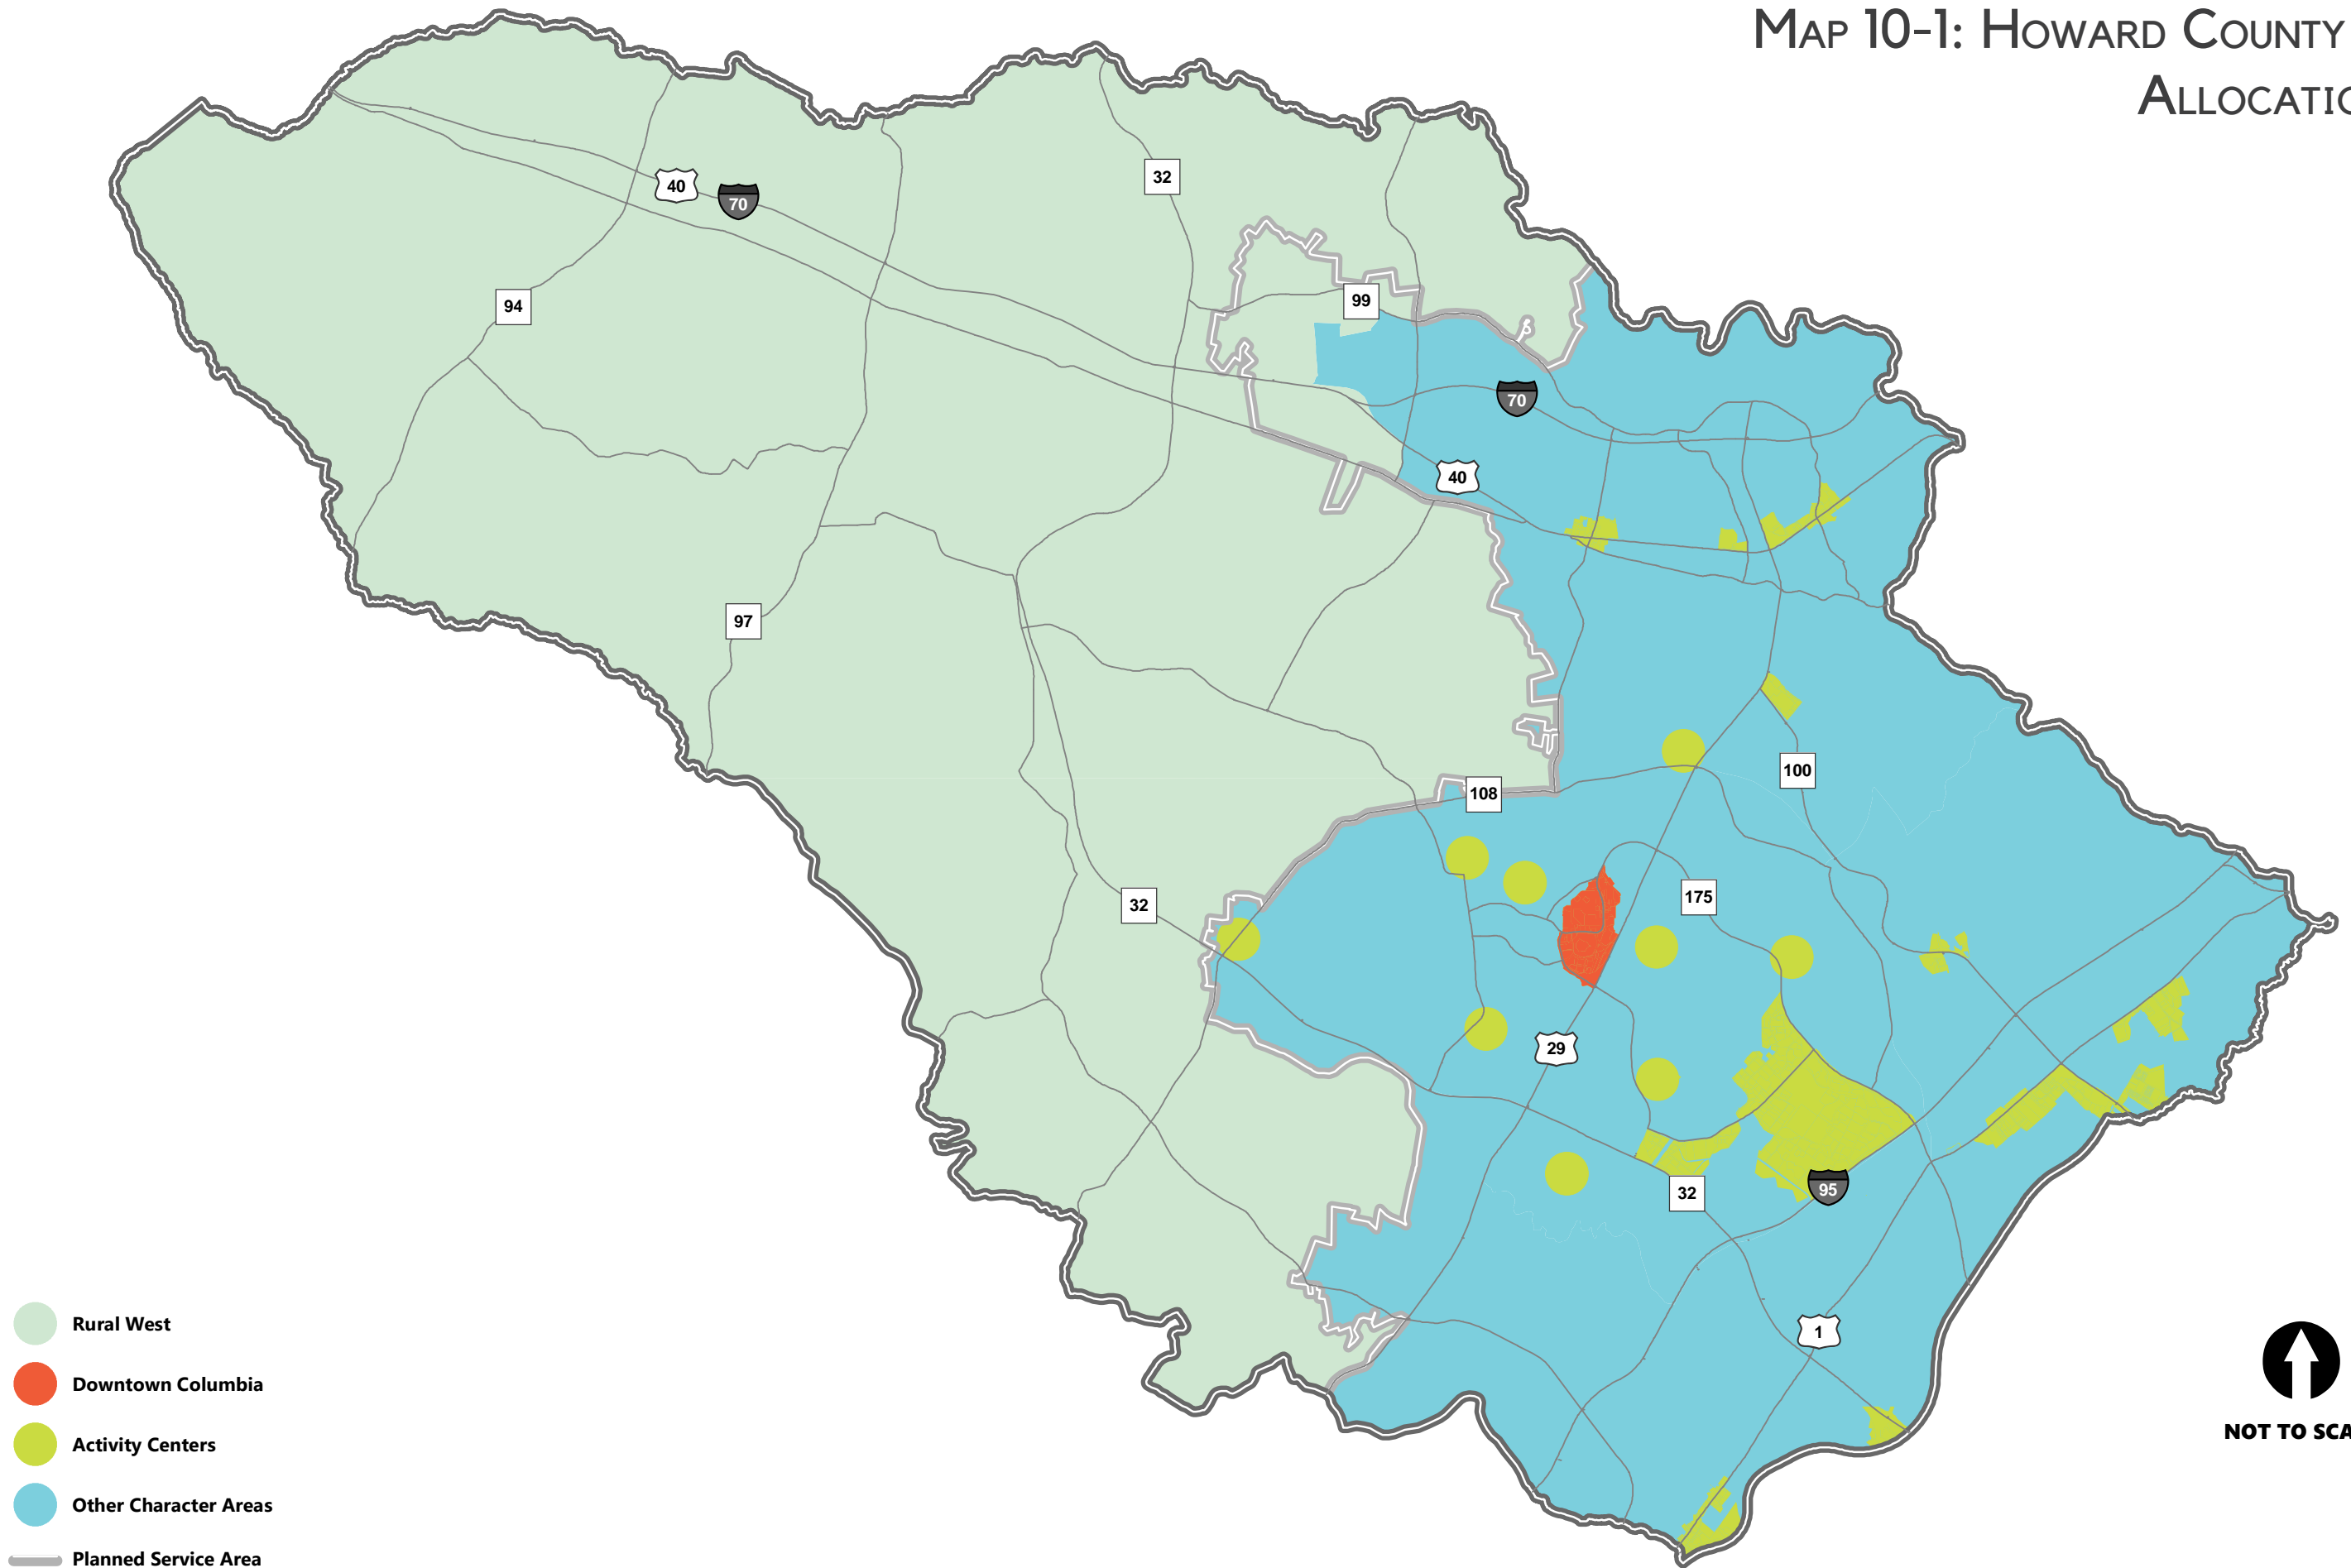 MAP 10-1: HOWARD COUNTY
ALLOCATIO
40
70
32
94
99
70
40
97
108
100
32
175
29
32
95
1
Rural West
Downtown Columbia
Activity Centers
Other Character Areas
Planned Service Area
NOT TO SCA